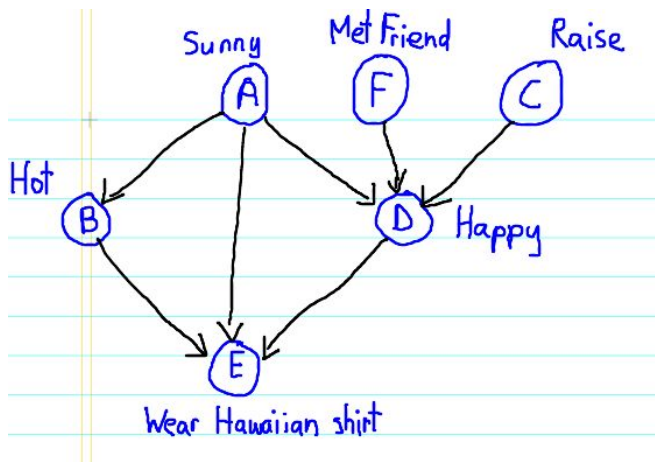 Sunny
Met Friend
Raise
A
F
C
Hot
B
D
Happy
E
Wear Hawaiian shirt